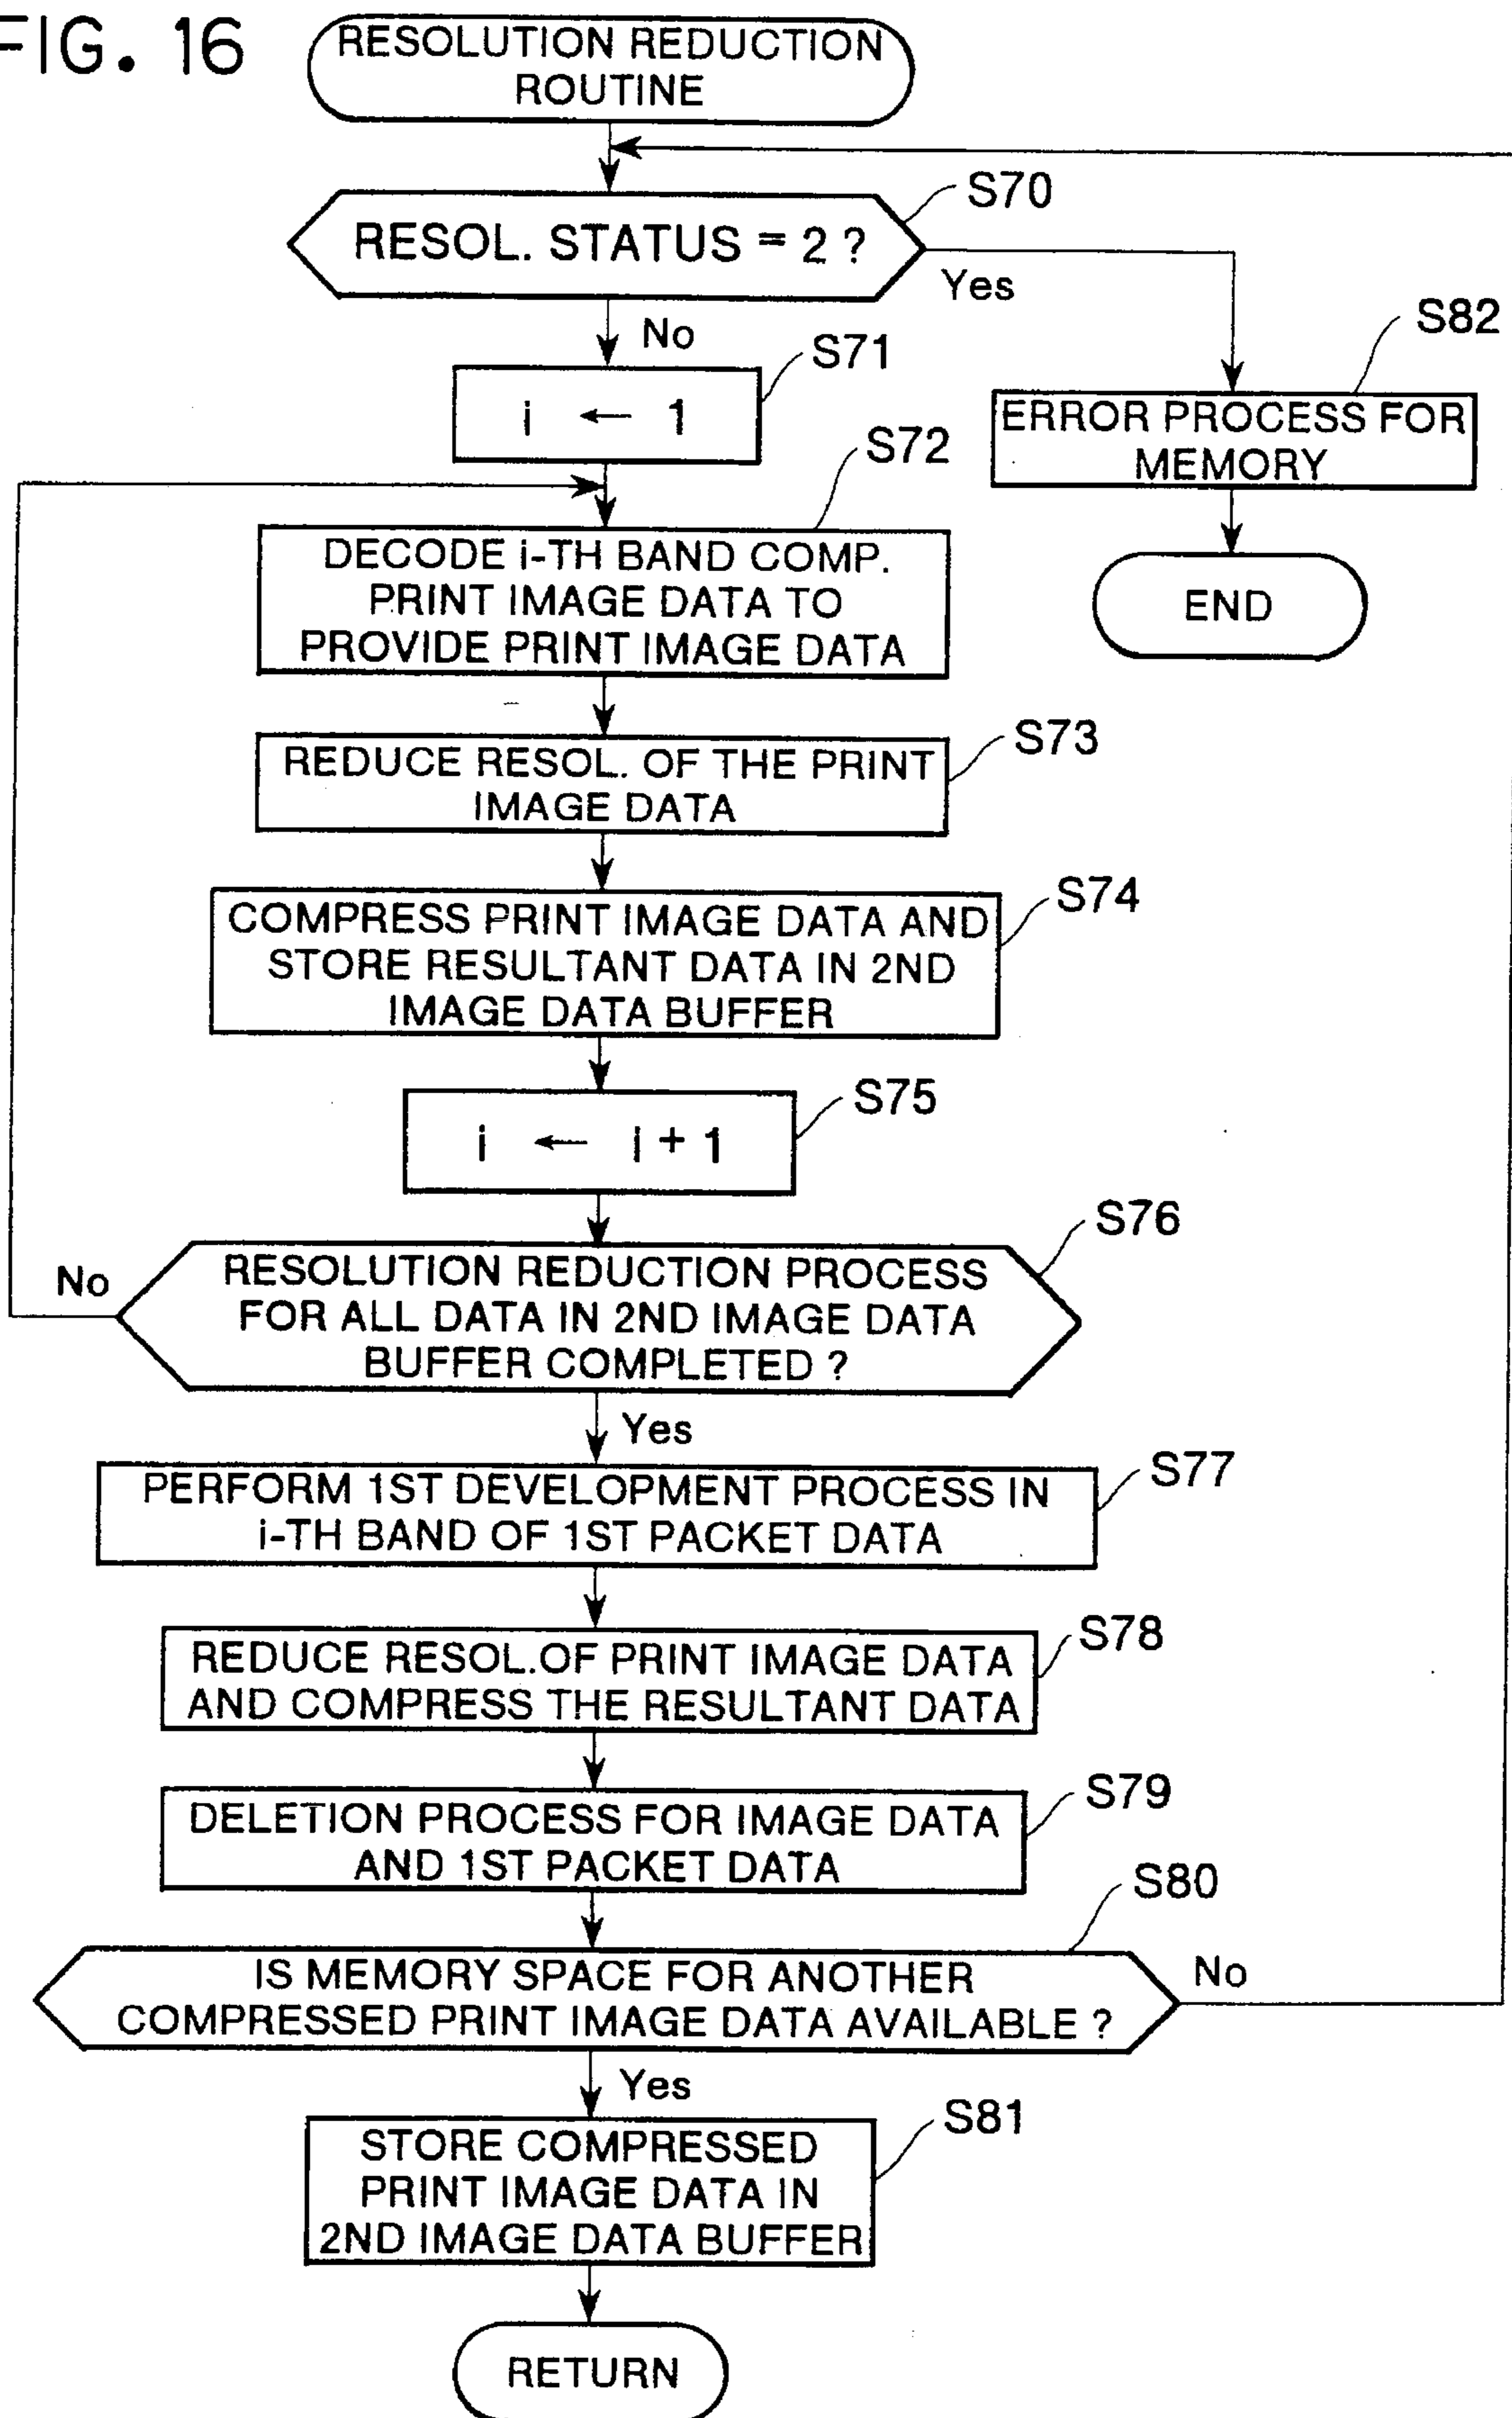 FIG. 16
RESOLUTION REDUCTION
ROUTINE
S70
RESOL. STATUS = 2 ?
Yes
No
S71
i ← 1
S82
ERROR PROCESS FOR
MEMORY
END
S72
DECODE i-TH BAND COMP.
PRINT IMAGE DATA TO
PROVIDE PRINT IMAGE DATA
S73
REDUCE RESOL. OF THE PRINT
IMAGE DATA
S74
COMPRESS PRINT IMAGE DATA AND
STORE RESULTANT DATA IN 2ND
IMAGE DATA BUFFER
S75
i ← i + 1
S76
No
RESOLUTION REDUCTION PROCESS
FOR ALL DATA IN 2ND IMAGE DATA
BUFFER COMPLETED ?
Yes
S77
PERFORM 1ST DEVELOPMENT PROCESS IN
i-TH BAND OF 1ST PACKET DATA
S78
REDUCE RESOL.OF PRINT IMAGE DATA
AND COMPRESS THE RESULTANT DATA
S79
DELETION PROCESS FOR IMAGE DATA
AND 1ST PACKET DATA
S80
IS MEMORY SPACE FOR ANOTHER
COMPRESSED PRINT IMAGE DATA AVAILABLE ?
No
Yes
S81
STORE COMPRESSED
PRINT IMAGE DATA IN
2ND IMAGE DATA BUFFER
RETURN